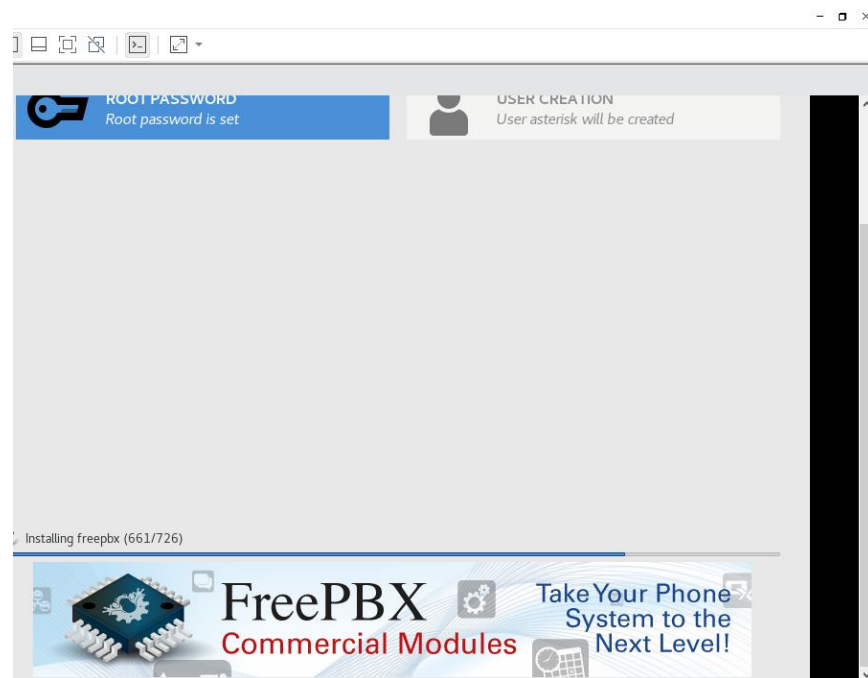 ROOT PASSWORD
Root password is set
USER CREATION
User asterisk will be created
Installing freepbx (661/726)
FreePBX
Commercial Modules
Take Your Phone
System to the
Next Level!